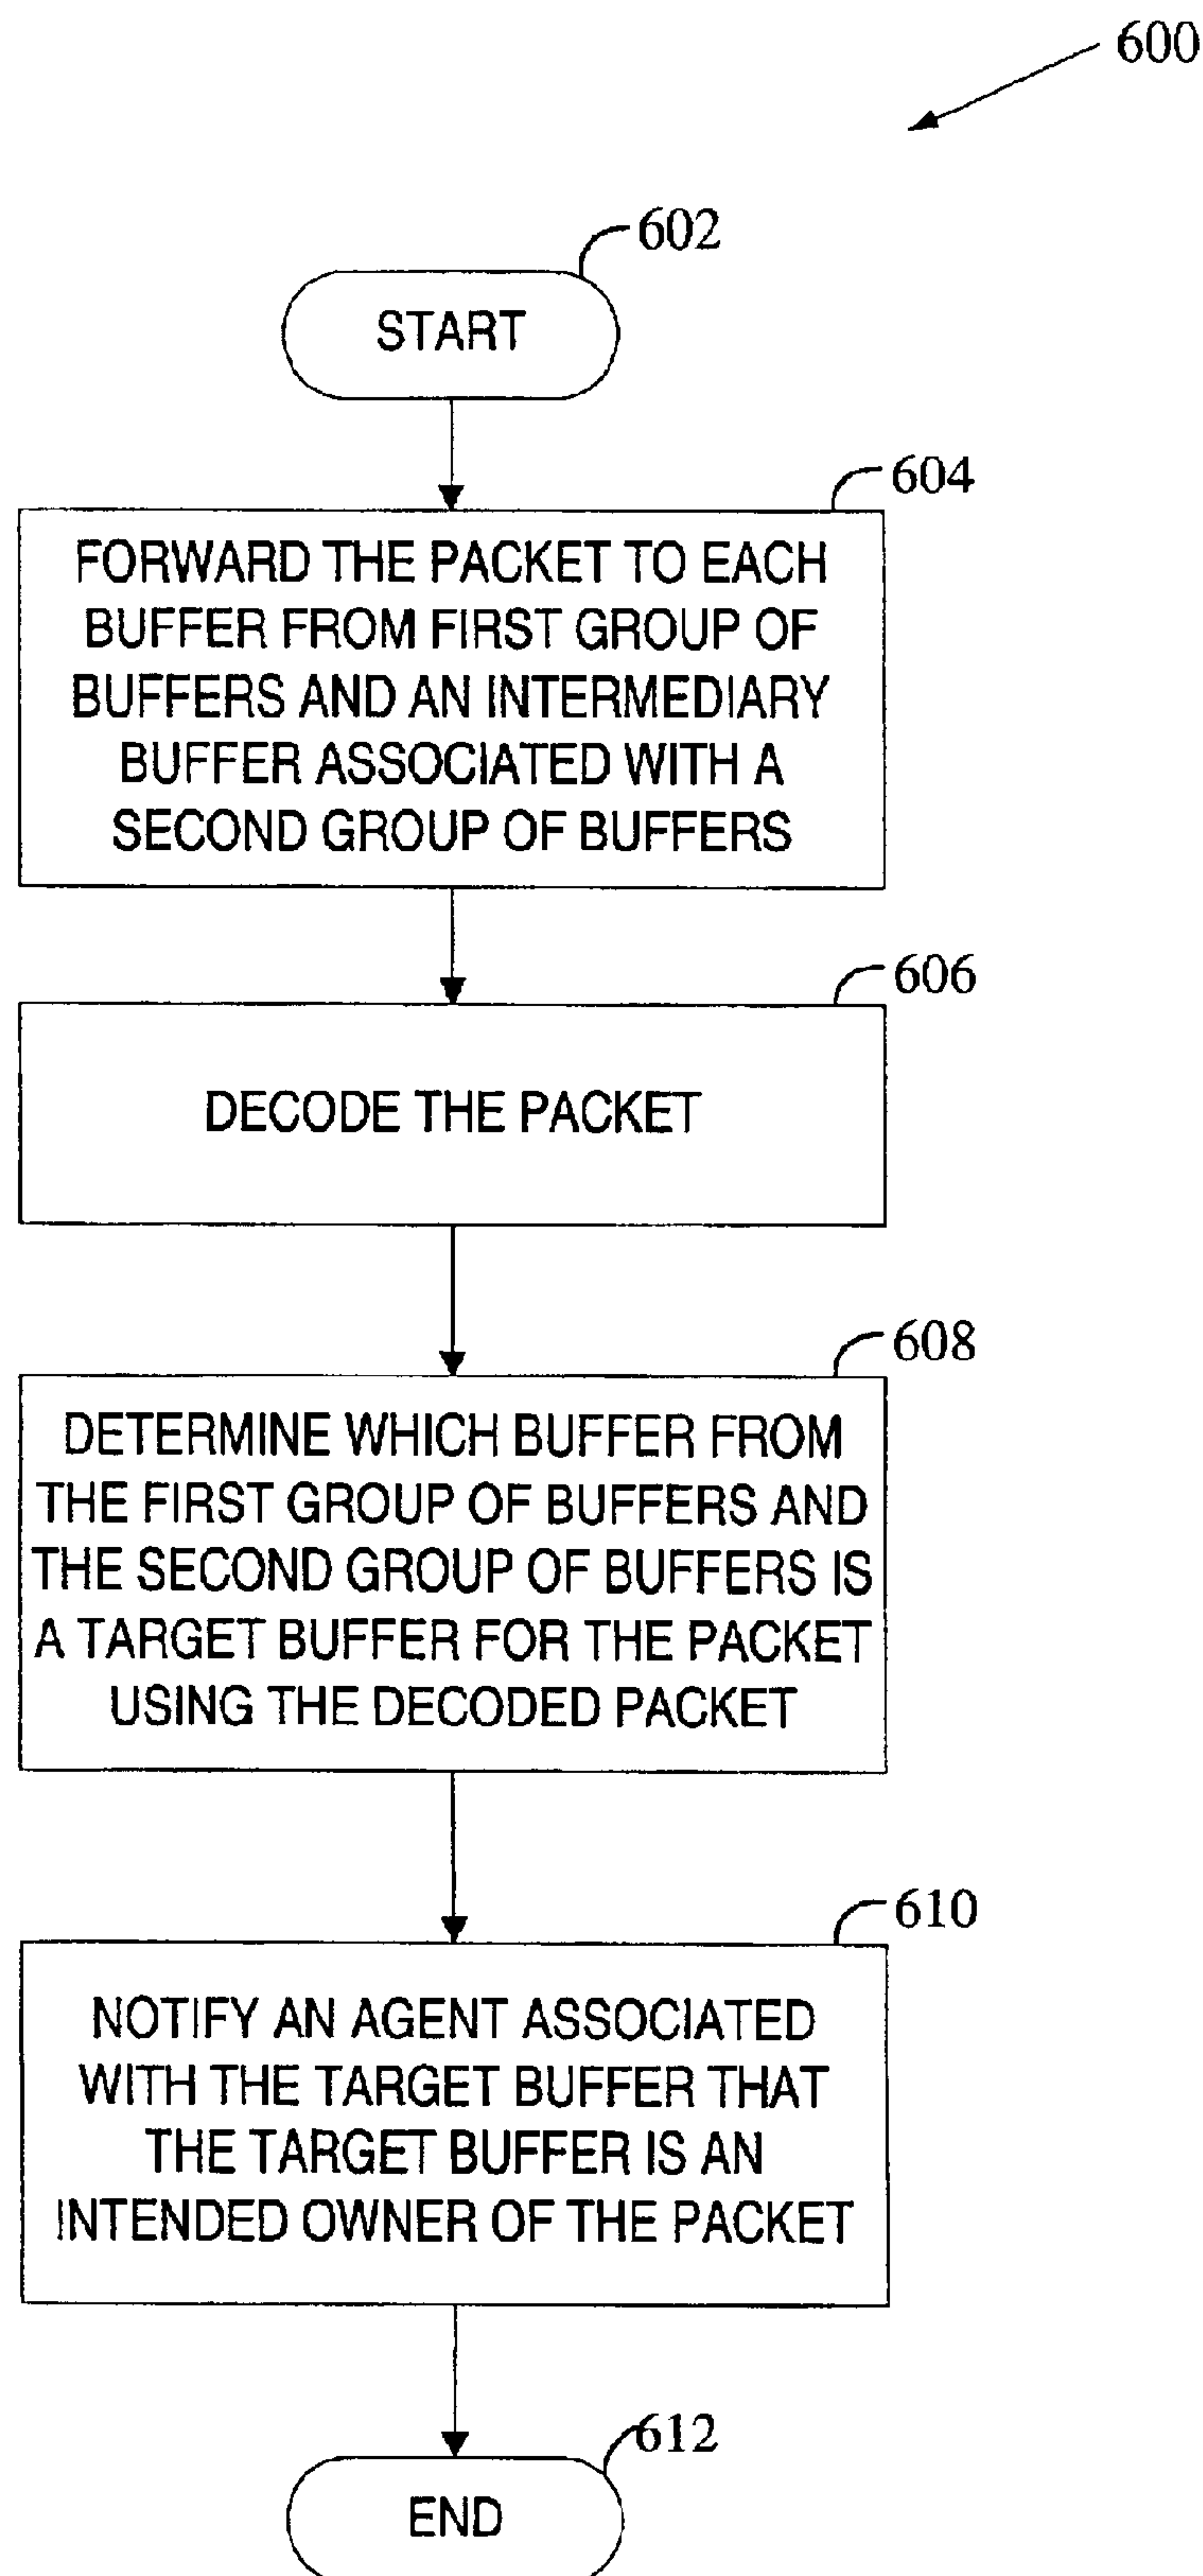 600
602
START
604
FORWARD THE PACKET TO EACH
BUFFER FROM FIRST GROUP OF
BUFFERS AND AN INTERMEDIARY
BUFFER ASSOCIATED WITH A
SECOND GROUP OF BUFFERS
606
DECODE THE PACKET
608
DETERMINE WHICH BUFFER FROM
THE FIRST GROUP OF BUFFERS AND
THE SECOND GROUP OF BUFFERS IS
A TARGET BUFFER FOR THE PACKET
USING THE DECODED PACKET
610
NOTIFY AN AGENT ASSOCIATED
WITH THE TARGET BUFFER THAT
THE TARGET BUFFER IS AN
INTENDED OWNER OF THE PACKET
612
END